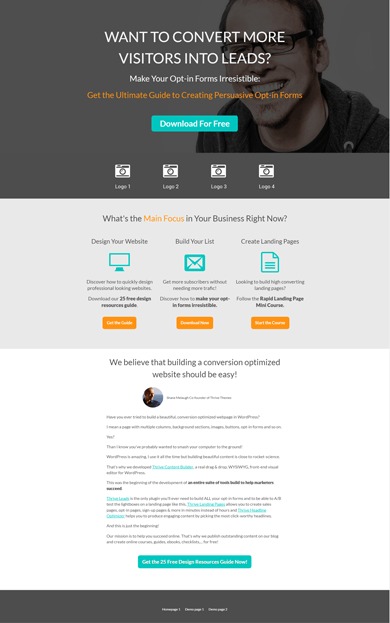 WANT TO CONVERT MORE
VISITORS INTO LEADS?
Make Your Opt-in Forms Irresistible:
Get the Ultimate Guide to Creating Persuasive Opt-in Forms
Download For Free
Logo 1
Logo 2
Logo 3
Logo 4
What's the Main Focus in Your Business Right Now?
Design Your Website
Discover how to quickly design
professional looking websites.
Download our 25 free design
resources guide.
Get the Guide
Build Your List
Get more subscribers without
needing more traffic!
Discover how to make your opt-
in forms irresistible.
Download Now
Create Landing Pages
Looking to build high converting
landing pages?
Follow the Rapid Landing Page
Mini Course.
Start the Course
We believe that building a conversion optimized
website should be easy!
Shane Melaugh Co-founder of Thrive Themes
Have you ever tried to build a beautiful, conversion optimized webpage in WordPress?
I mean a page with multiple columns, background sections, images, buttons, opt-in forms and so on.
Yes?
Than I know you're probably wanted to smash your computer to the ground!
WordPress is amazing, I use it all the time but building beautiful content is close to rocket science.
That's why we developed Thrive Content Builder, a real drag & drop, WYSIWYG, front-end visual
editor for WordPress.
This was the beginning of the development of an entire suite of tools build to help marketers
succeed.
Thrive Leads is the only plugin you'll ever need to build ALL your opt-in forms and to be able to A/B
test the lightboxes on a landing page like this, Thrive Landing Pages allows you to create sales
pages, opt-in pages, sign-up pages & more in minutes instead of hours and Thrive Headline
Optimizer helps you to produce engaging content by picking the most click-worthy headlines.
And this is just the beginning!
Our mission is to help you succeed online. That's why we publish outstanding content on our blog
and create online courses, guides, ebooks, checklists,... for free!
Get the 25 Free Design Resources Guide Now!
Homepage 1
Home page 1
Home page 2